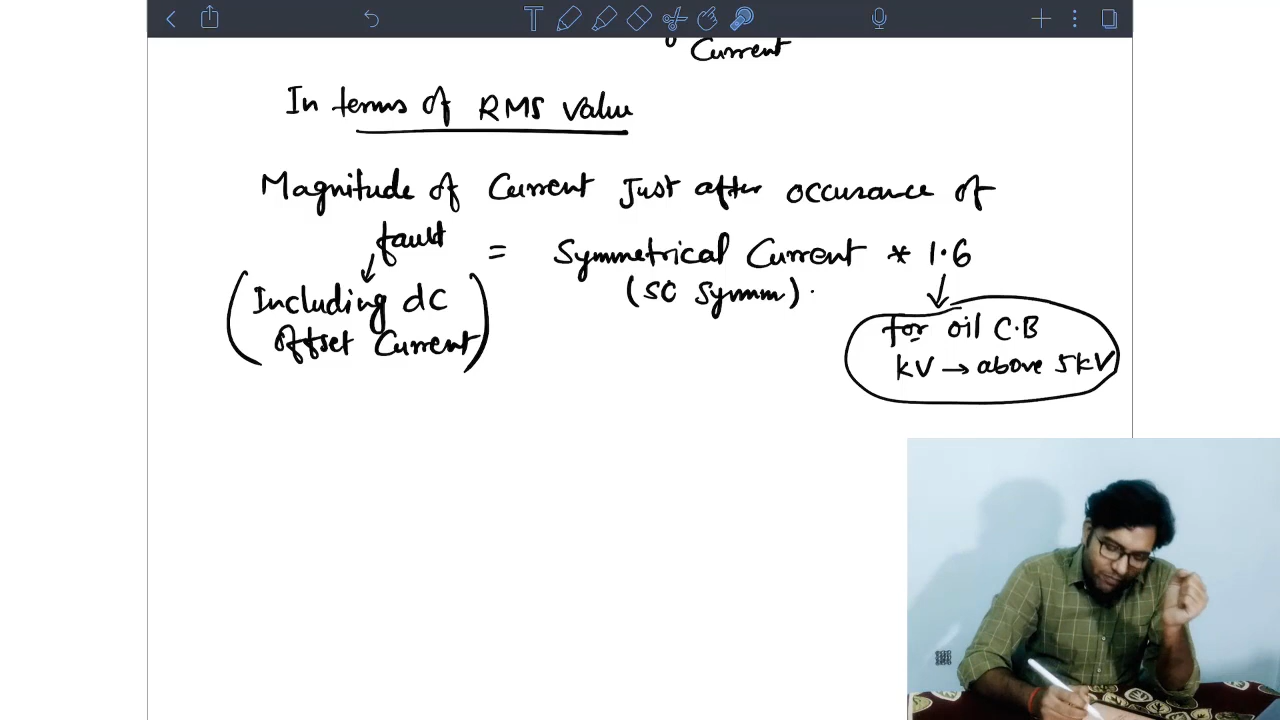 Current
In terms of RMS Value
Magnitude of Current Just after occurance of
fault = Symmetrical Current * 1.6
(Including dC (SC Symm).
Offset Current)
for oil C.B
kV → above 5kV